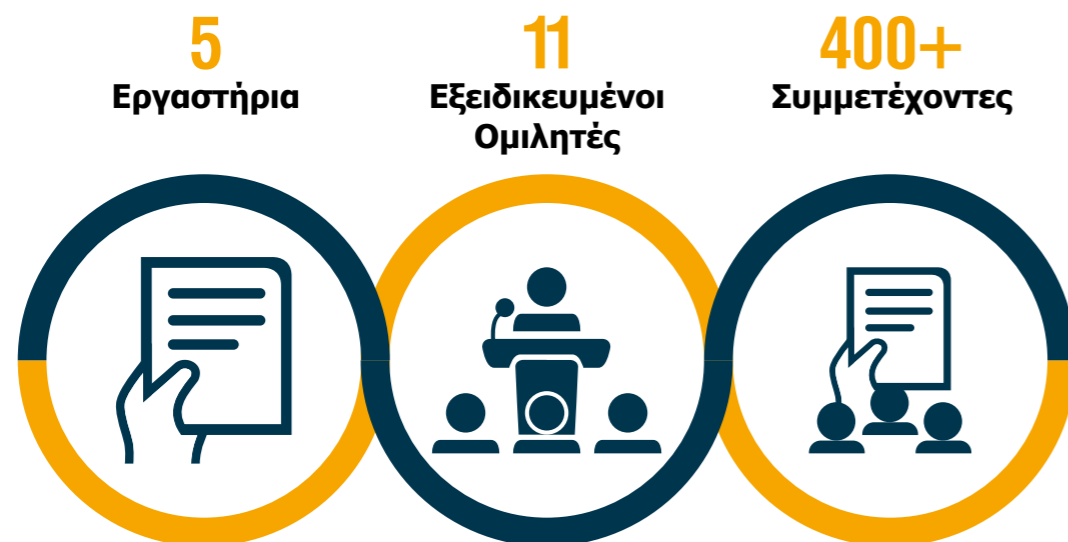 5
Εργαστήρια
11
Εξειδικευμένοι
Ομιλητές
400+
Συμμετέχοντες